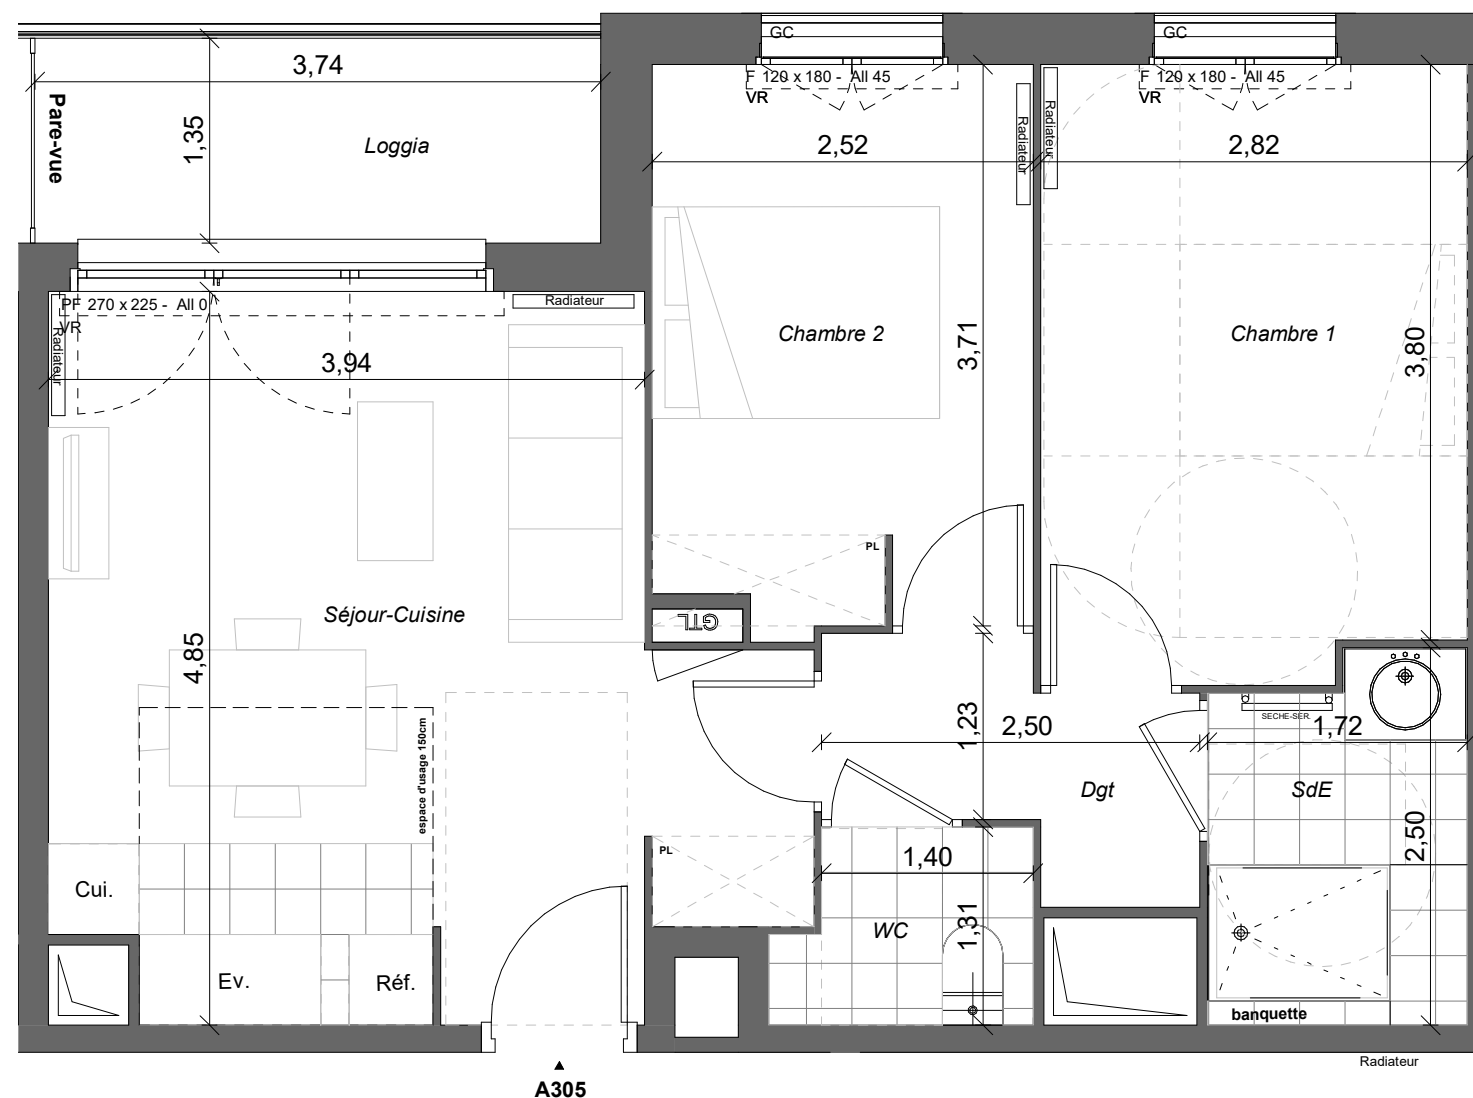 GC
GC
3,74
F 120 x 180 - All 45
VR
F 120 x 180 - All 45
VR
Pare-vue
1,35
Loggia
2,52
Radiateur
Radiateur
2,82
PF 270 x 225 - All 0
VR
Radiateur
Radiateur
3,94
Chambre 2
3,71
Chambre 1
3,80
PL
Séjour-Cuisine
GTL
4,85
espace d'usage 150cm
1,23
2,50
SECHE-SER.
1,72
Dgt
SdE
2,50
PL
1,40
Cui.
WC
1,31
Ev.
Réf.
banquette
Radiateur
A305